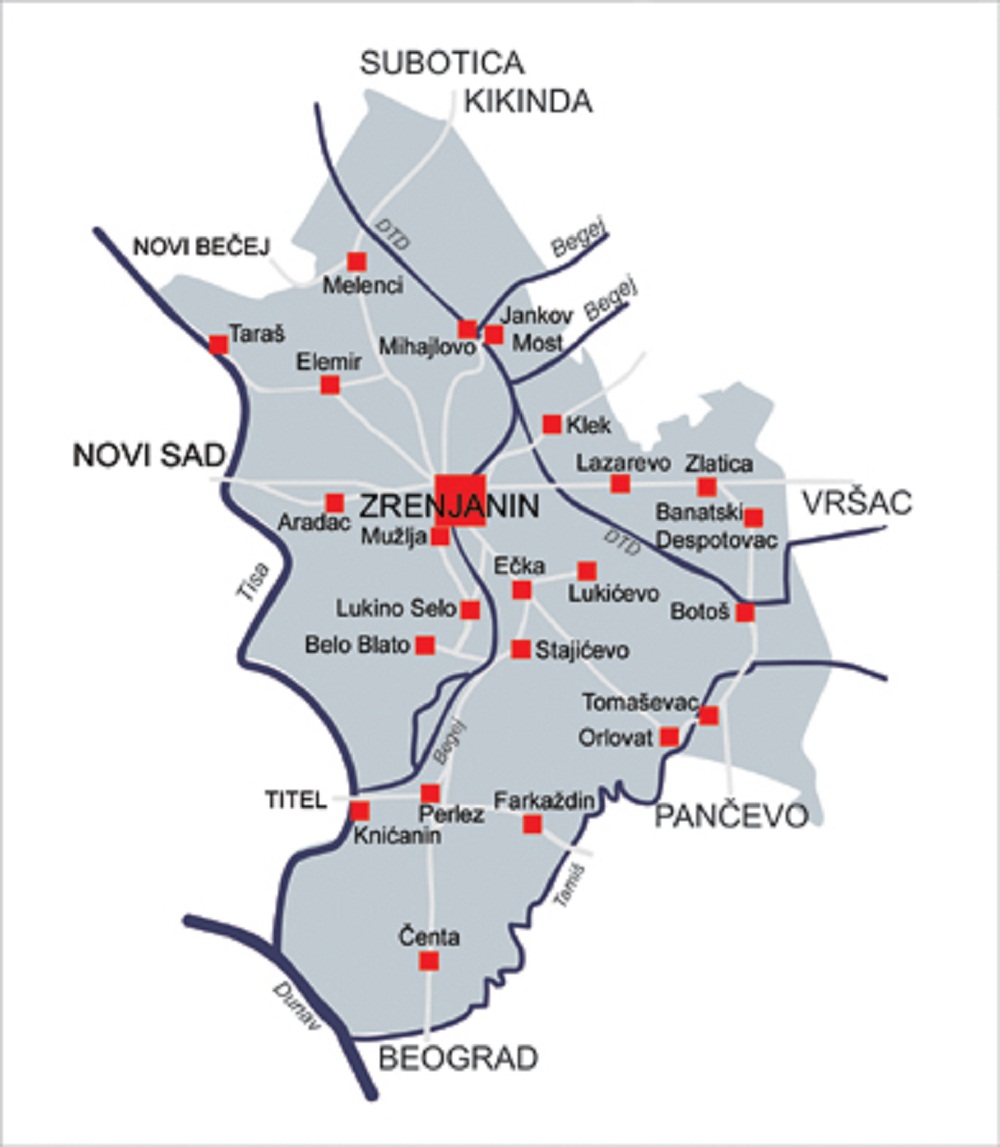 SUBOTICA
KIKINDA
DTD
Begej
NOVI BEČEJ
Melenci
Begej
Jankov
Most
Taraš
Mihajlovo
Elemir
Klek
NOVI SAD
Lazarevo
Zlatica
VRŠAC
ZRENJANIN
Aradac
Banatski
Despotovac
Mužlja
DTD
Ečka
Tisa
Lukićevo
Lukino Selo
Botoš
Belo Blato
Stajićevo
Tomaševac
Orlovat
Begej
TITEL
Perlez
Farkaždin
PANČEVO
Knićanin
Tamiš
Čenta
Dunav
BEOGRAD